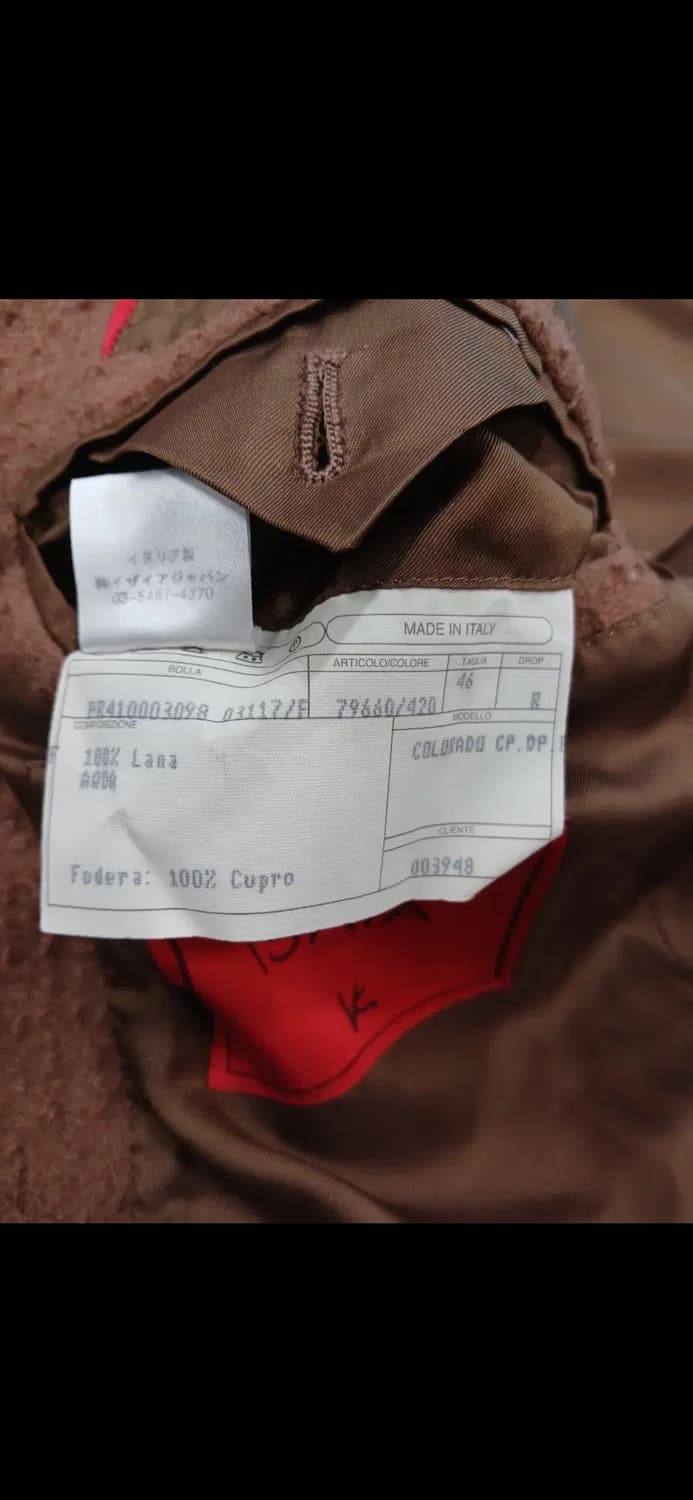 イタリア製
㈱イザイアジャパン
03-5467-4370
MADE IN ITALY
BOLLA
ARTICOLO/COLORE
TAGLIA
DROP
PR410003098 03117/F
79660/420
46
R
COMPOSIZIONE
MODELLO
100% Lana
AQUA
COLORADO CP.DP.
CLIENTE
003948
Fodera: 100% Cupro